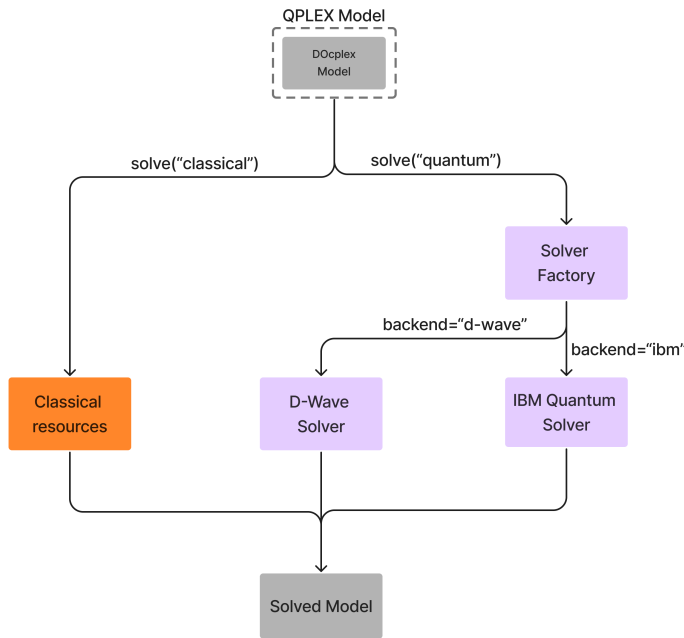 QPLEX Model
DOcplex
Model
solve(“classical”)
solve(“quantum”)
Solver
Factory
backend=“d-wave”
backend=“ibm”
Classical
resources
D-Wave
Solver
IBM Quantum
Solver
Solved Model